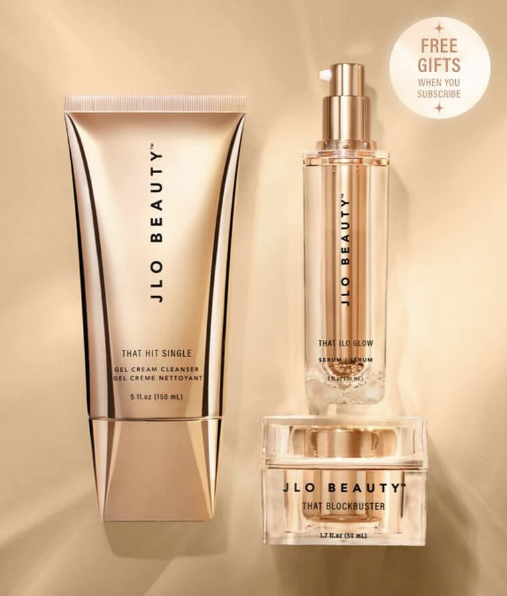 FREE
GIFTS
WHEN YOU
SUBSCRIBE
JLO BEAUTY™
THAT HIT SINGLE
GEL CREAM CLEANSER
GEL CRÈME NETTOYANT
5 fl.oz (150 mL)
JLO BEAUTY™
THAT JLO GLOW
SERUM | SÉRUM
JLO BEAUTY™
THAT BLOCKBUSTER
1.7 fl.oz (50 mL)